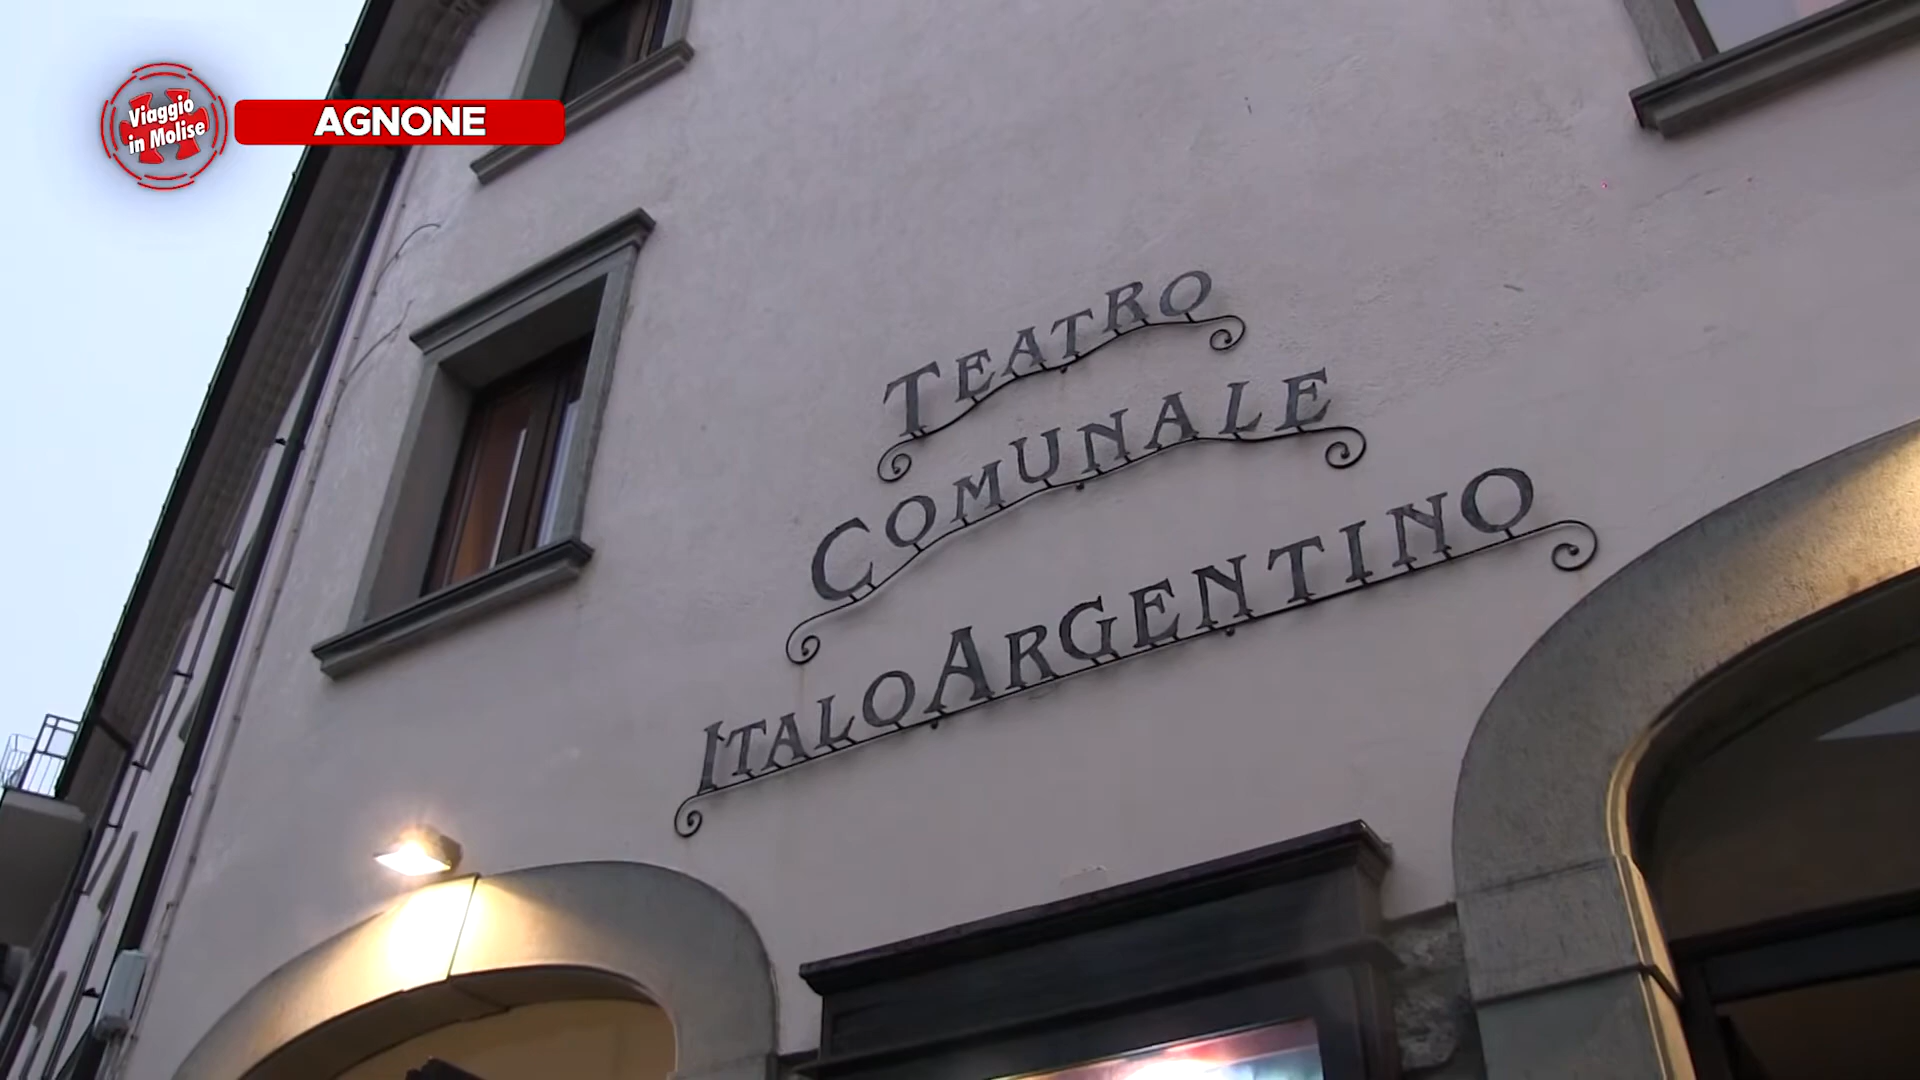 Viaggio
in Molise
AGNONE
TEATRO
COMUNALE
ITALO ARGENTINO